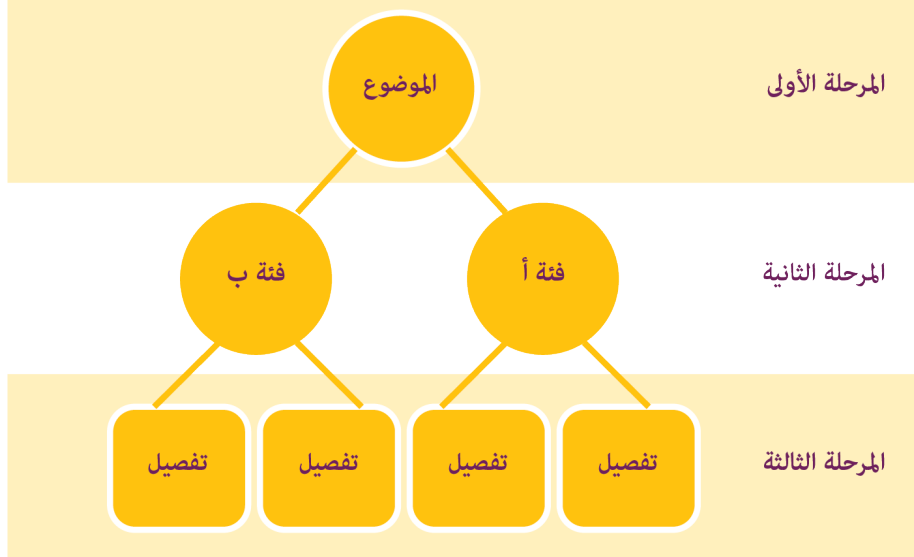 المرحلة الأولى
الموضوع
المرحلة الثانية
فئة أ
فئة ب
المرحلة الثالثة
تفصيل
تفصيل
تفصيل
تفصيل